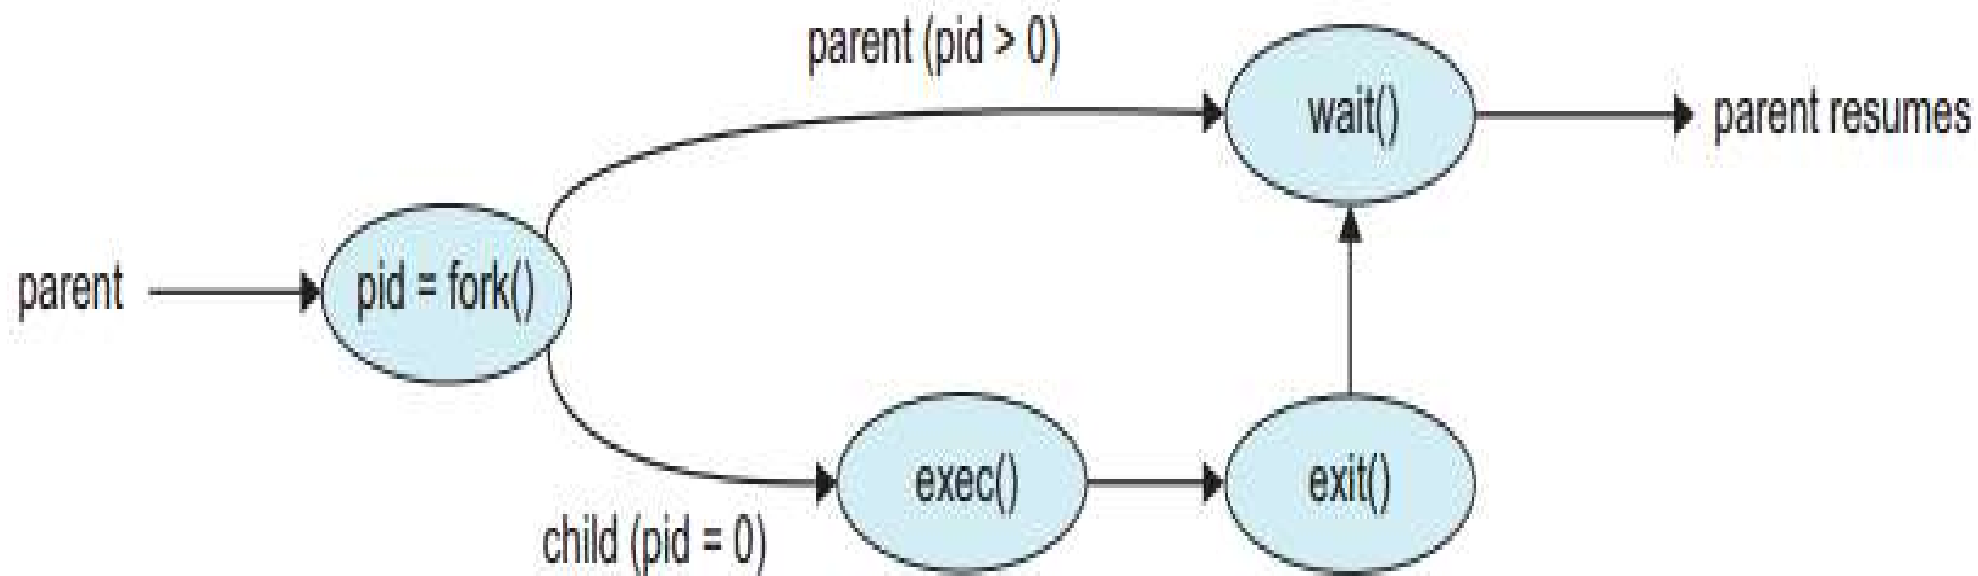 parent (pid > 0)
wait()
parent resumes
parent
pid = fork()
exec()
exit()
child (pid = 0)